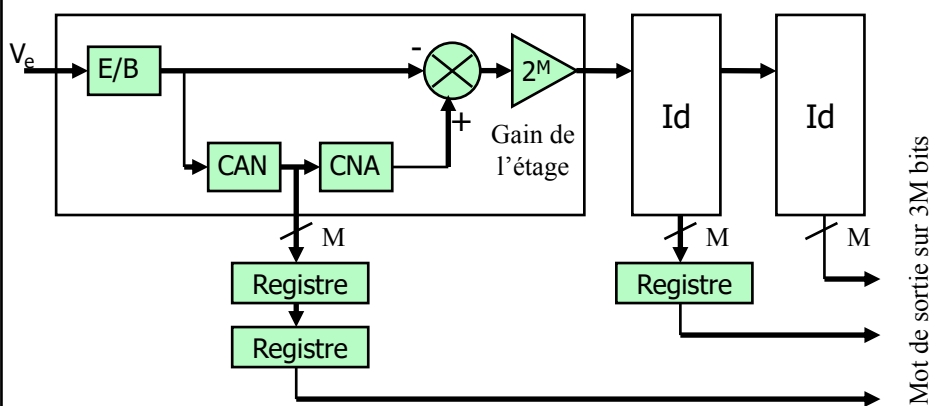 Ve
E/B
-
2M
+
Gain de
l'étage
CAN
CNA
Id
Id
M
M
M
Registre
Registre
Registre
Mot de sortie sur 3M bits